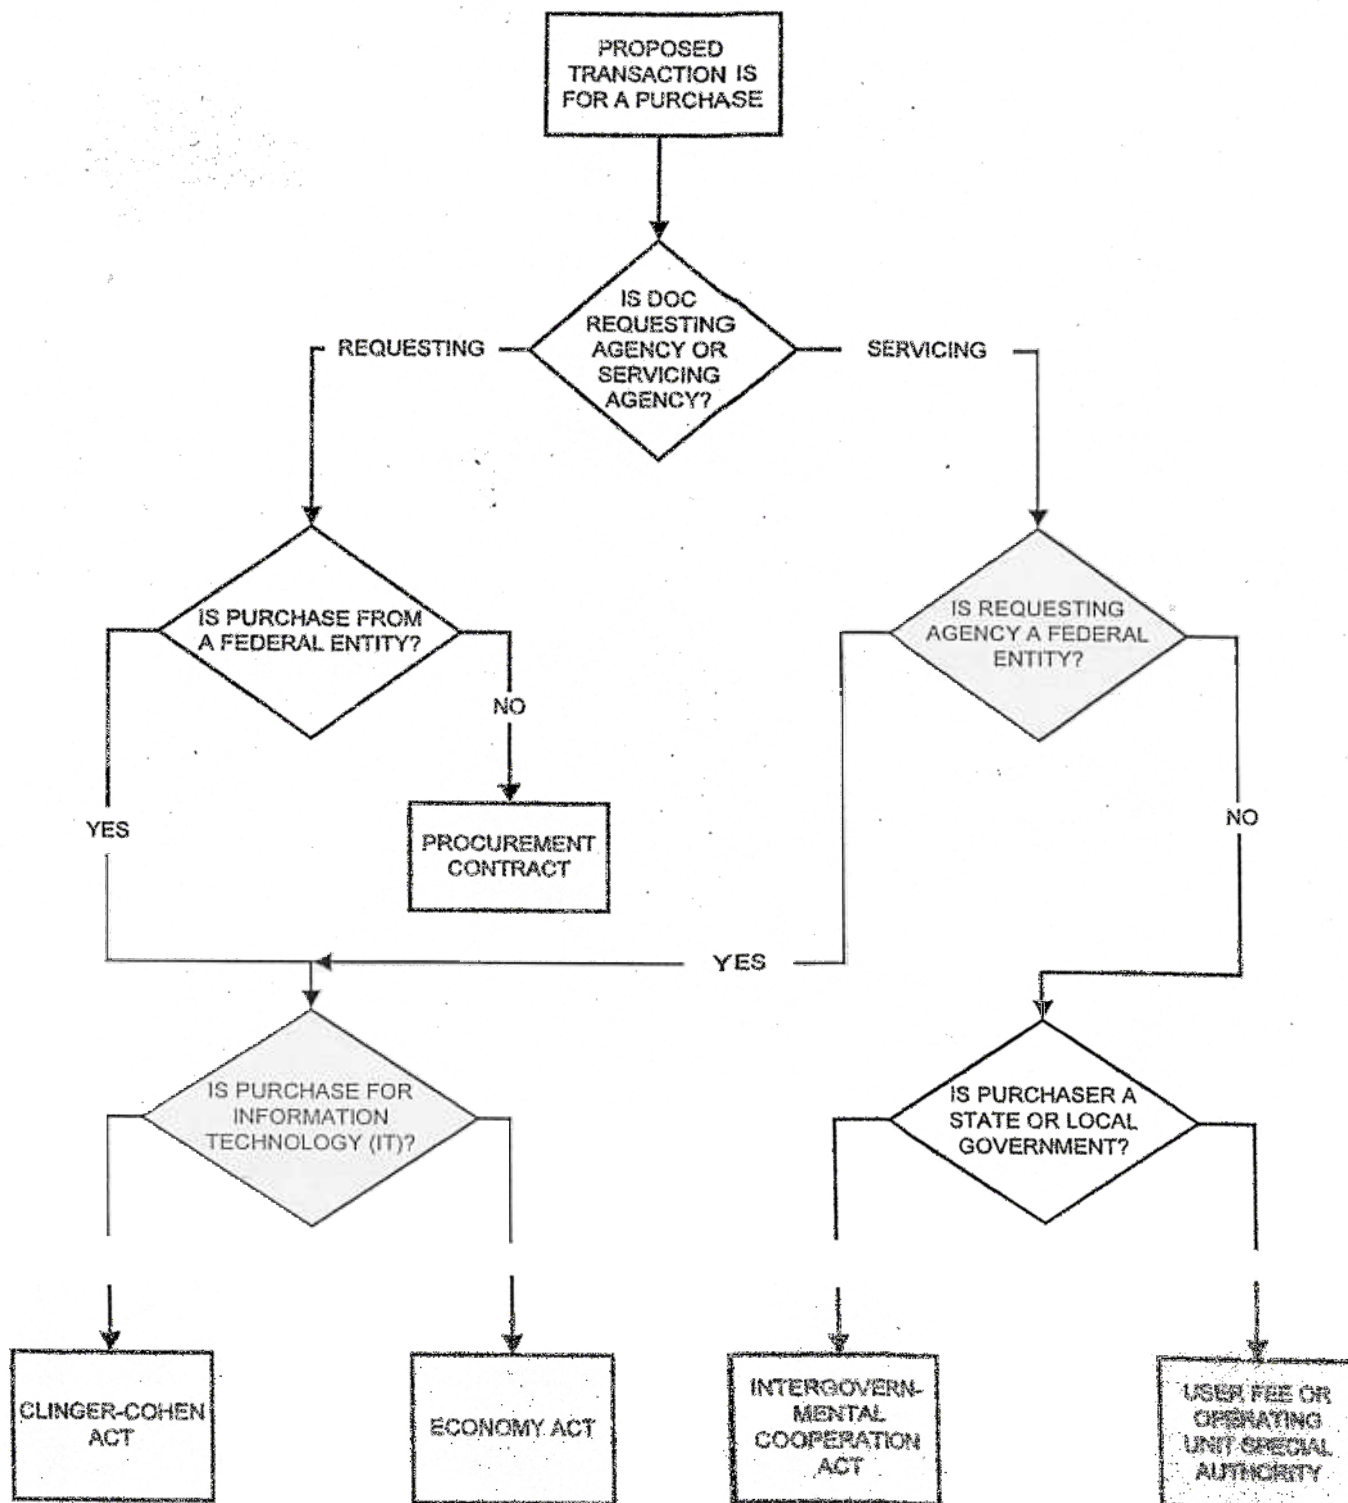 PROPOSED
TRANSACTION IS
FOR A PURCHASE
IS DOC
REQUESTING
AGENCY OR
SERVICING
AGENCY?
REQUESTING
SERVICING
IS PURCHASE FROM
A FEDERAL ENTITY?
IS REQUESTING
AGENCY A FEDERAL
ENTITY?
NO
YES
PROCUREMENT
CONTRACT
NO
YES
IS PURCHASE FOR
INFORMATION
TECHNOLOGY (IT)?
IS PURCHASER A
STATE OR LOCAL
GOVERNMENT?
CLINGER-COHEN
ACT
ECONOMY ACT
INTERGOVERN-
MENTAL
COOPERATION
ACT
USER FEE OR
OPERATING
UNIT SPECIAL
AUTHORITY